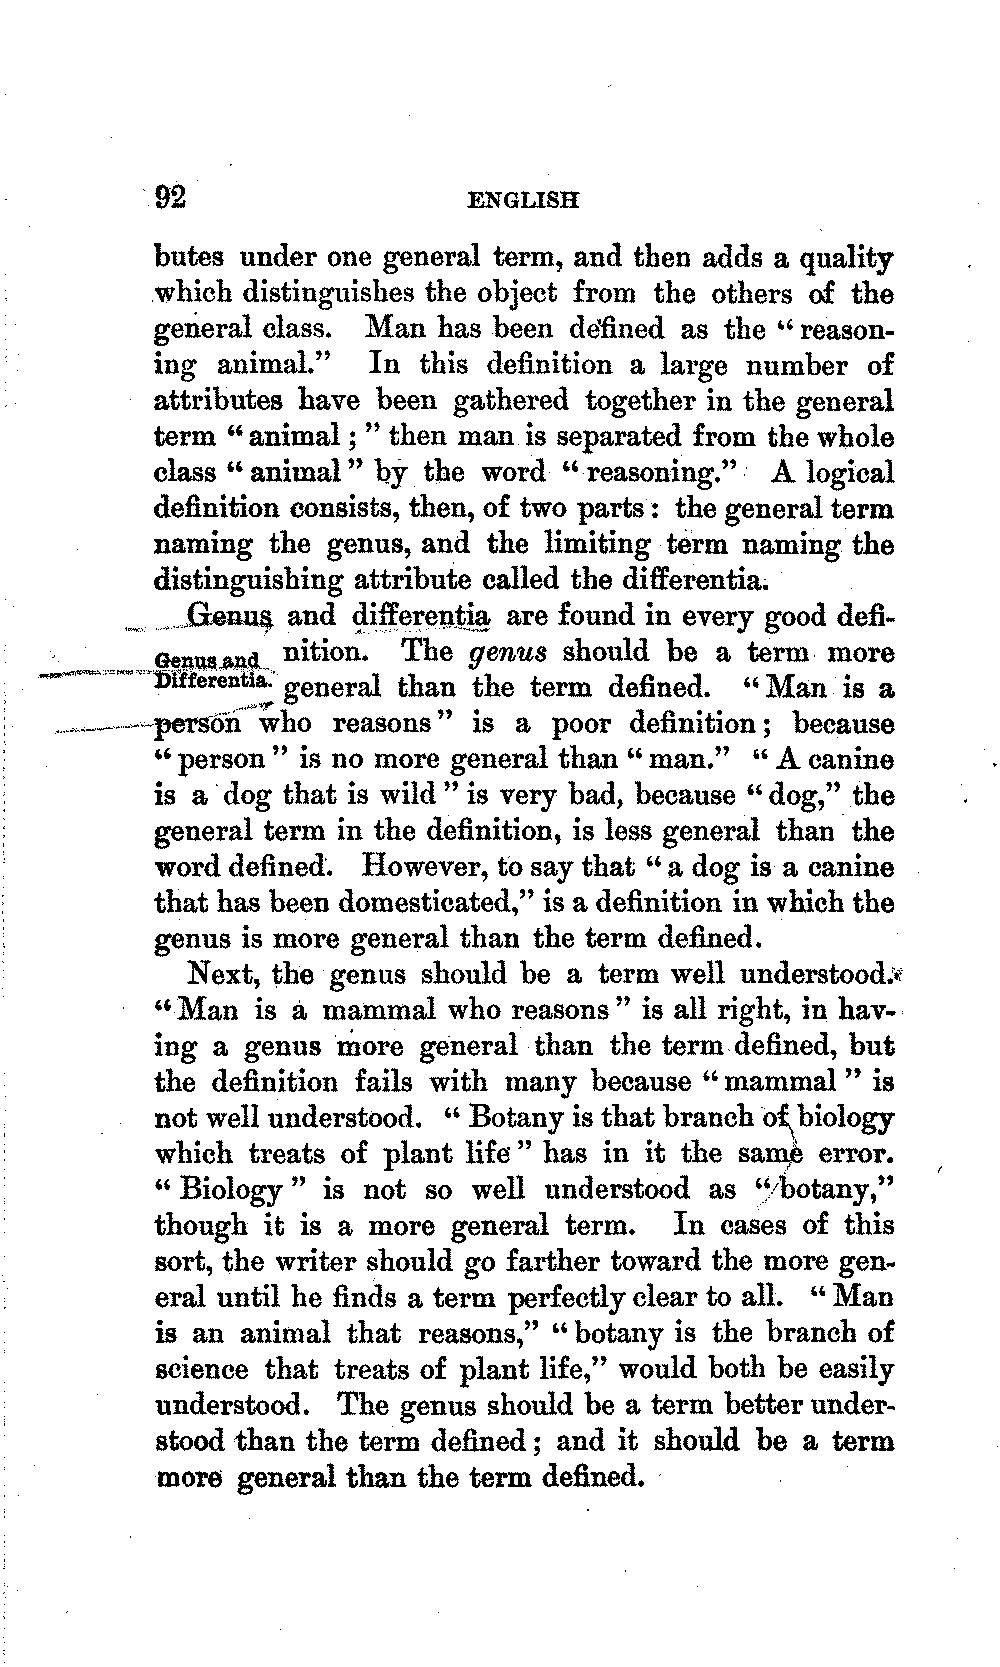 92 ENGLISH
butes under one general term, and then adds a quality
which distinguishes the object from the others of the
general class. Man has been defined as the “reason-
ing animal.” In this definition a large number of
attributes have been gathered together in the general
term “animal;” then man is separated from the whole
class “animal” by the word “reasoning.” A logical
definition consists, then, of two parts: the general term
naming the genus, and the limiting term naming the
distinguishing attribute called the differentia.
Genus and differentia are found in every good defi-
Genus and
Differentia.
nition. The genus should be a term more
general than the term defined. “Man is a
person who reasons” is a poor definition; because
“person” is no more general than “man.” “A canine
is a dog that is wild” is very bad, because “dog,” the
general term in the definition, is less general than the
word defined. However, to say that “a dog is a canine
that has been domesticated,” is a definition in which the
genus is more general than the term defined.
Next, the genus should be a term well understood.
“Man is a mammal who reasons” is all right, in hav-
ing a genus more general than the term defined, but
the definition fails with many because “mammal” is
not well understood. “Botany is that branch of biology
which treats of plant life” has in it the same error.
“Biology” is not so well understood as “botany,”
though it is a more general term. In cases of this
sort, the writer should go farther toward the more gen-
eral until he finds a term perfectly clear to all. “Man
is an animal that reasons,” “botany is the branch of
science that treats of plant life,” would both be easily
understood. The genus should be a term better under-
stood than the term defined; and it should be a term
more general than the term defined.